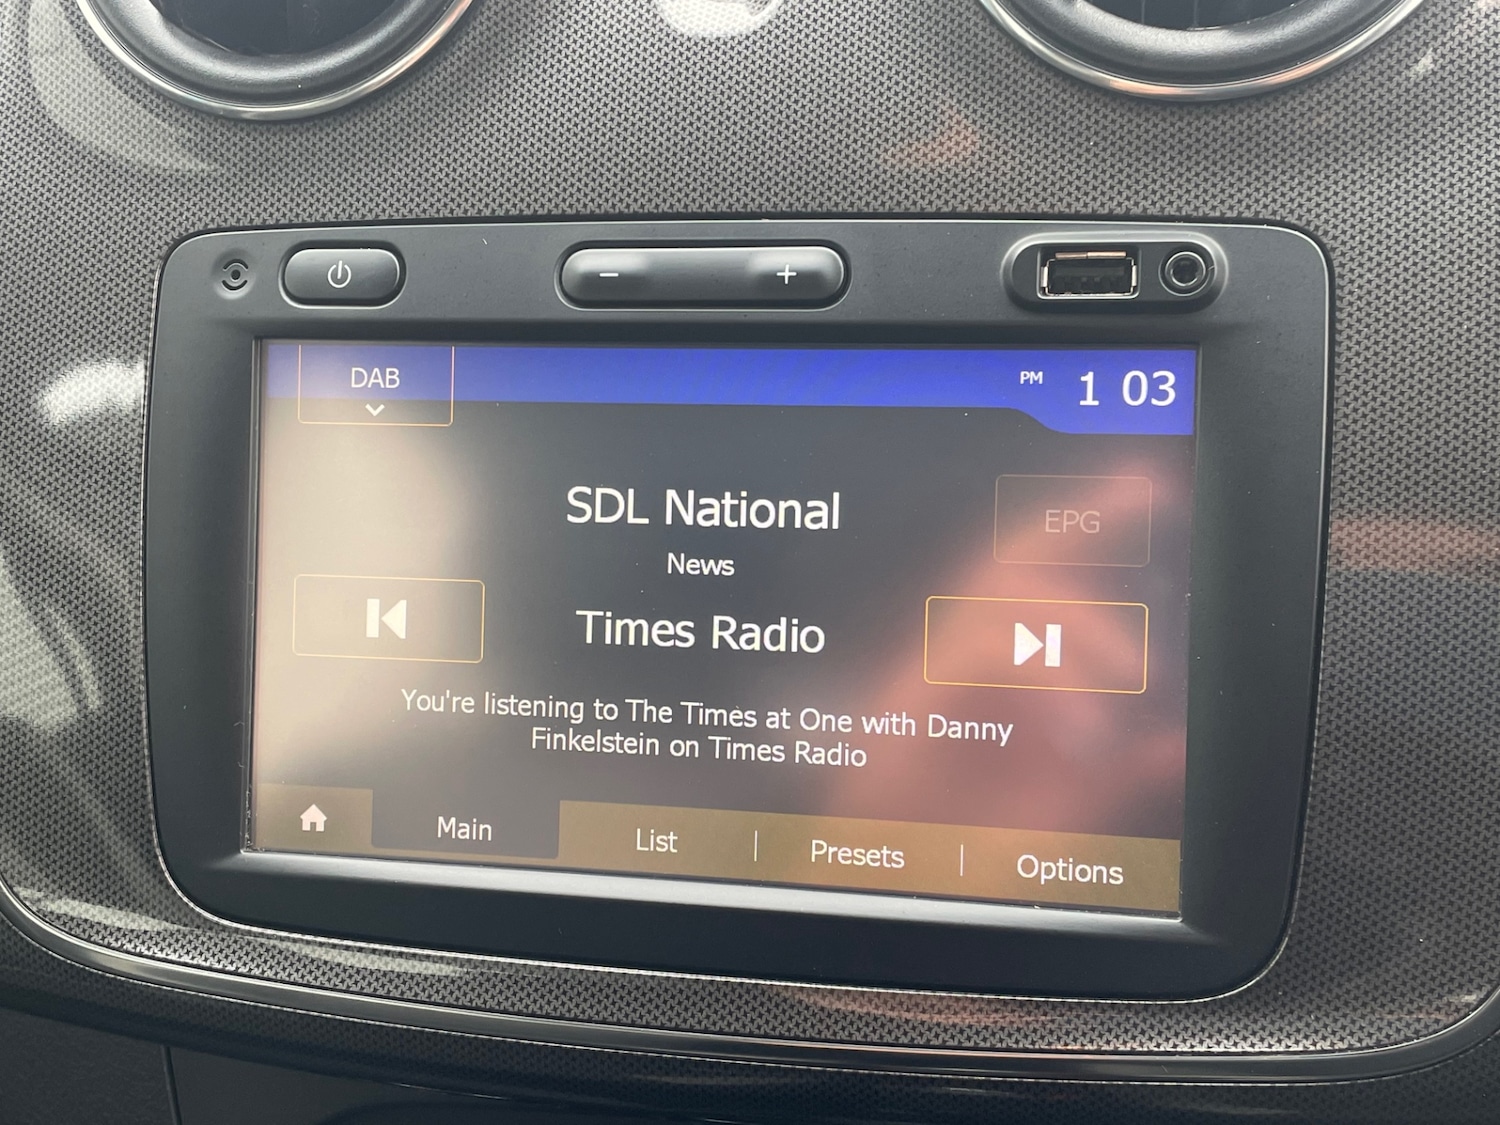 DAB
PM 1 03
SDL National
EPG
News
Times Radio
You're listening to The Times at One with Danny
Finkelstein on Times Radio
Main
List
Presets
Options